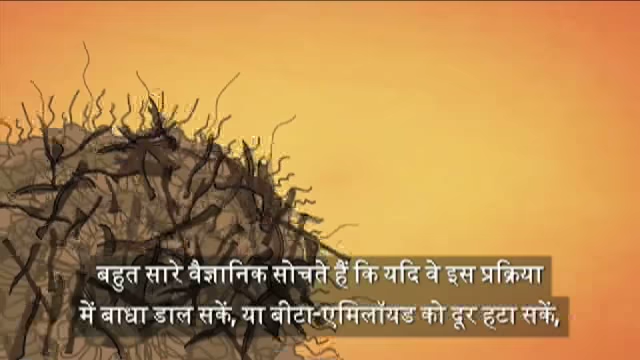 बहुत सारे वैज्ञानिक सोचते हैं कि यदि वे इस प्रक्रिया
में बाधा डाल सकें, या बीटा-एमिलॉयड को दूर हटा सकें,